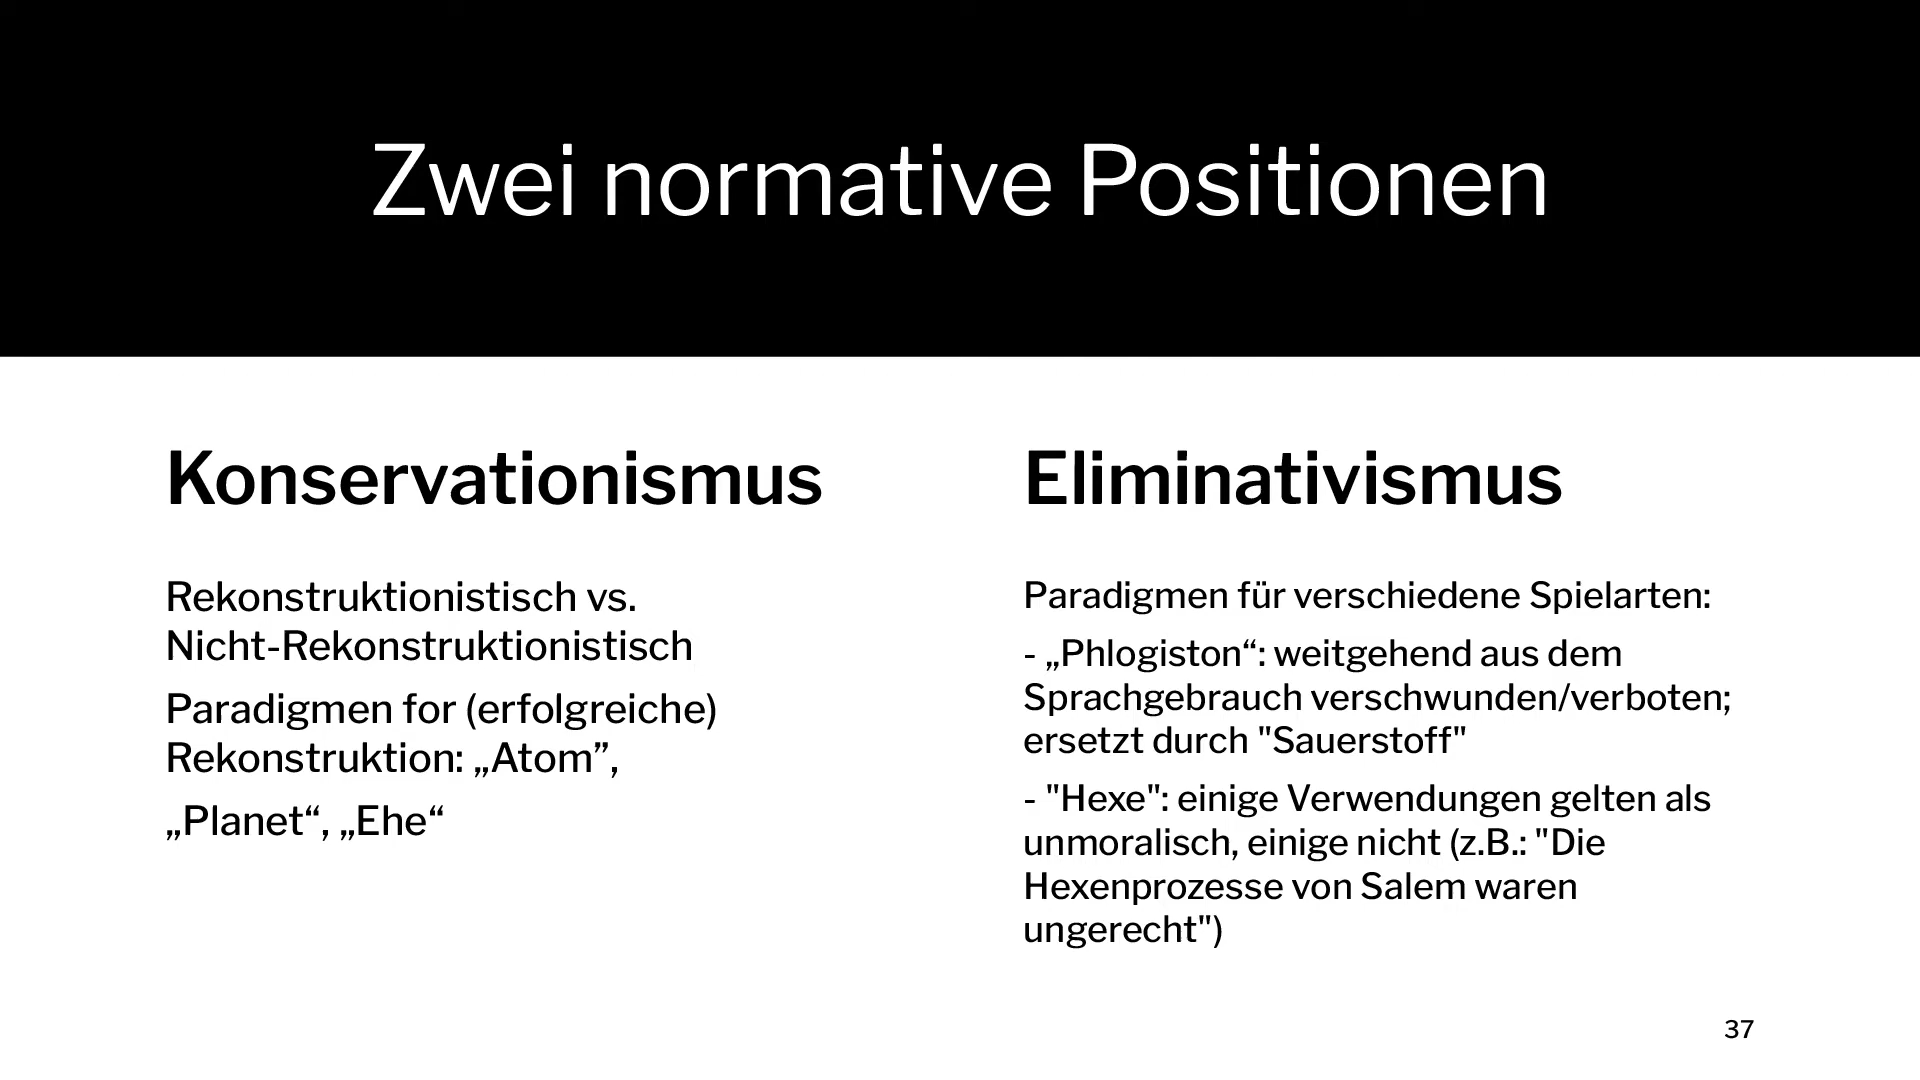 Zwei normative Positionen
Konservationismus
Rekonstruktionistisch vs.
Nicht-Rekonstruktionistisch
Paradigmen for (erfolgreiche)
Rekonstruktion: „Atom”,
„Planet“, „Ehe“
Eliminativismus
Paradigmen für verschiedene Spielarten:
- „Phlogiston“: weitgehend aus dem
Sprachgebrauch verschwunden/verboten;
ersetzt durch "Sauerstoff"
- "Hexe": einige Verwendungen gelten als
unmoralisch, einige nicht (z.B.: "Die
Hexenprozesse von Salem waren
ungerecht")
37